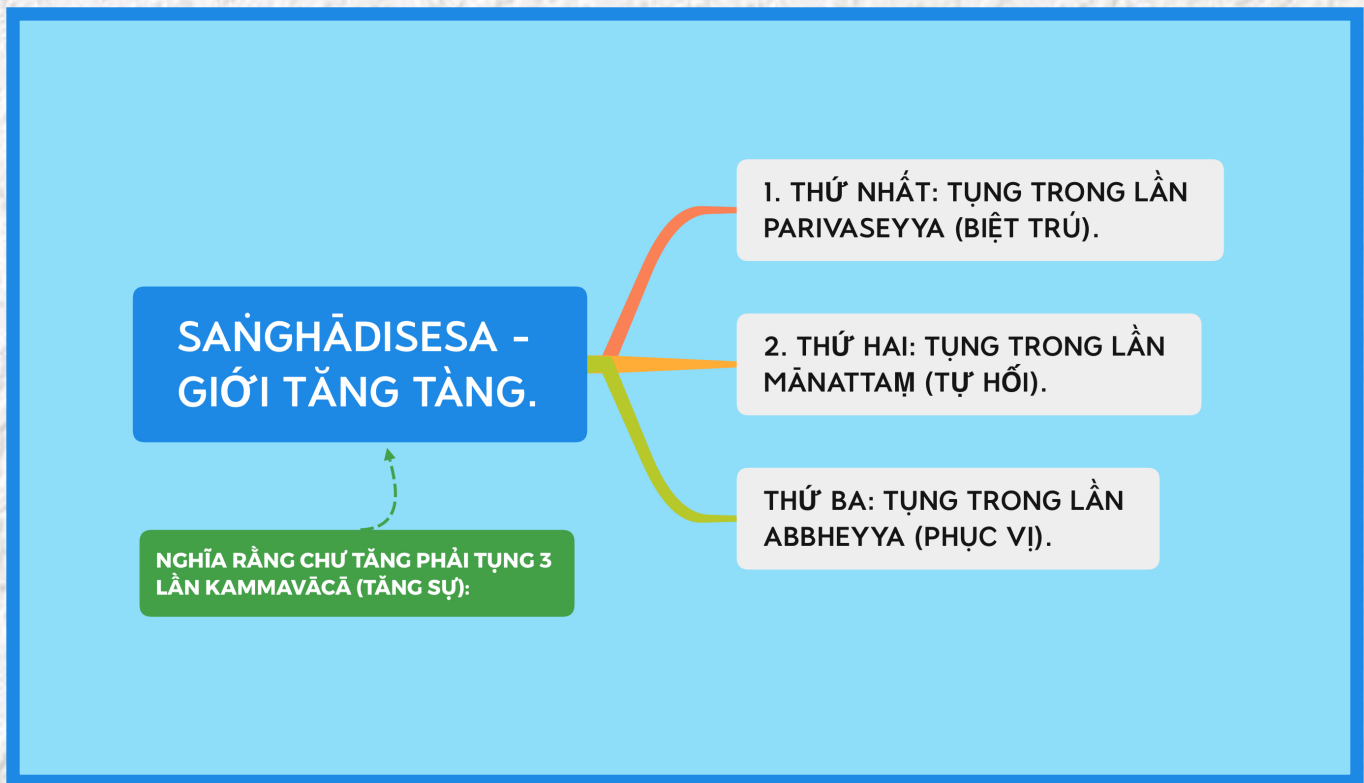 SAṄGHĀDISESA -
GIỚI TĂNG TÀNG.
NGHĨA RẰNG CHƯ TĂNG PHẢI TỤNG 3
LẦN KAMMAVĀCĀ (TĂNG SỰ):
1. THỨ NHẤT: TỤNG TRONG LẦN
PARIVASEYYA (BIỆT TRÚ).
2. THỨ HAI: TỤNG TRONG LẦN
MĀNATTAṂ (TỰ HỐI).
THỨ BA: TỤNG TRONG LẦN
ABBHEYYA (PHỤC VỊ).